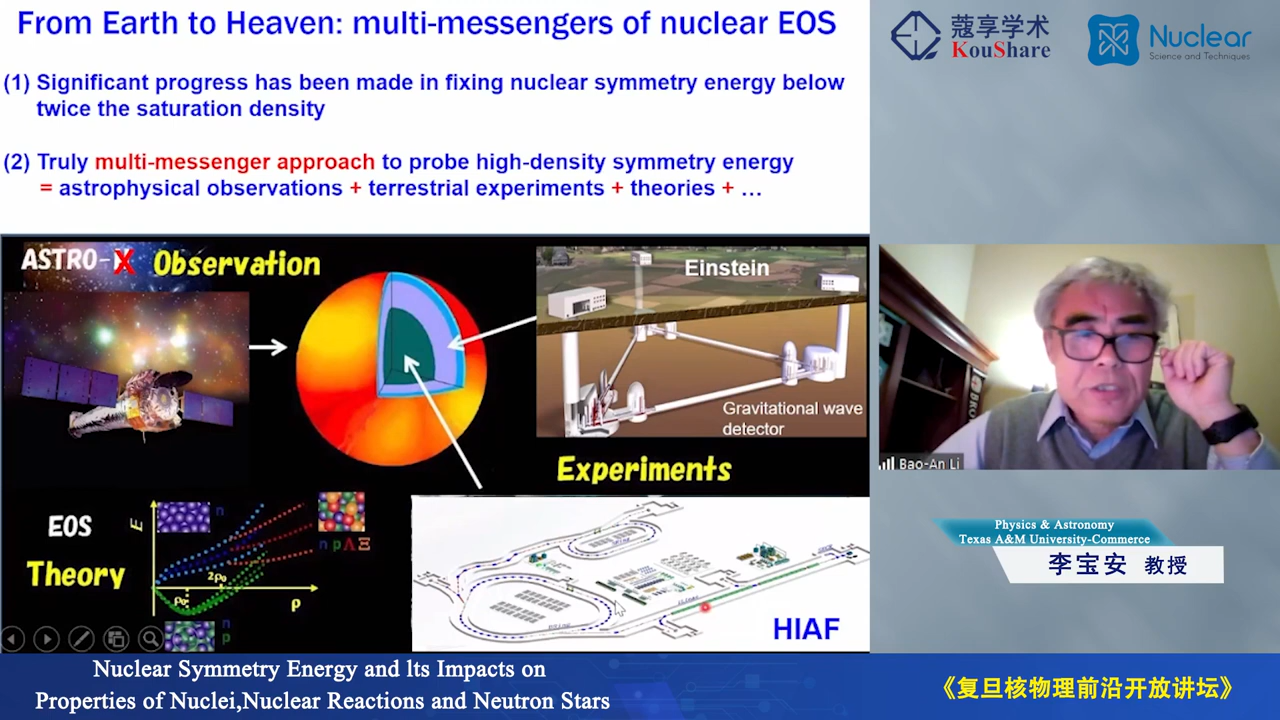 From Earth to Heaven: multi-messengers of nuclear EOS
(1) Significant progress has been made in fixing nuclear symmetry energy below
twice the saturation density
(2) Truly multi-messenger approach to probe high-density symmetry energy
= astrophysical observations + terrestrial experiments + theories + …
ASTRO-X Observation
Einstein
Gravitational wave
detector
Experiments
EOS
Theory
E
n
n p Λ Ξ
2ρ₀
ρ₀
ρ
n
p
HIAF
蔻享学术
KouShare
Nuclear
Science and Techniques
Bao-An Li
Physics & Astronomy
Texas A&M University-Commerce
李宝安 教授
Nuclear Symmetry Energy and lts Impacts on
Properties of Nuclei,Nuclear Reactions and Neutron Stars
《复旦核物理前沿开放讲坛》